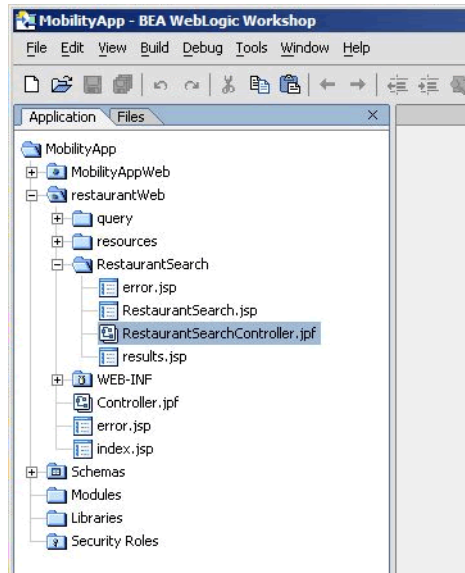 MobilityApp - BEA WebLogic Workshop
File Edit View Build Debug Tools Window Help
Application Files
MobilityApp
MobilityAppWeb
restaurantWeb
query
resources
RestaurantSearch
error.jsp
RestaurantSearch.jsp
RestaurantSearchController.jpf
results.jsp
WEB-INF
Controller.jpf
error.jsp
index.jsp
Schemas
Modules
Libraries
Security Roles